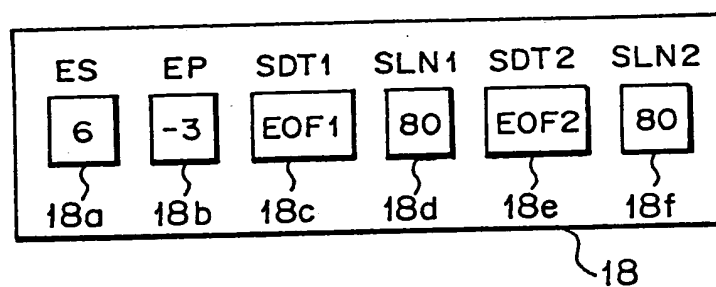 ES EP SDT1 SLN1 SDT2 SLN2
6 -3 EOF1 80 EOF2 80
18a 18b 18c 18d 18e 18f
18